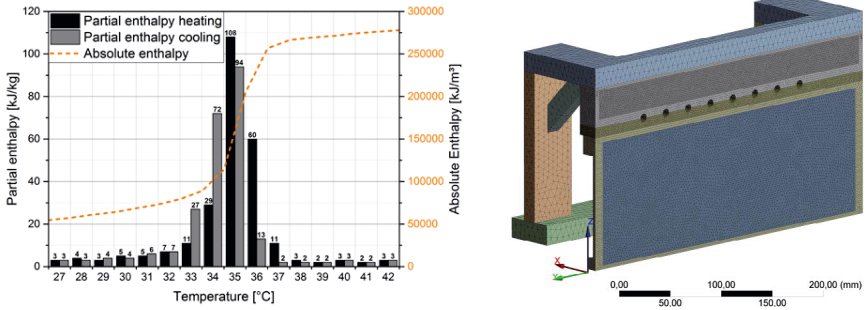 Partial enthalpy heating
Partial enthalpy cooling
Absolute enthalpy
Partial enthalpy [kJ/kg]
120
100
80
60
40
20
0
3 3 4 3 3 4 5 4 5 6 7 7 11 27 29 72 108 94 60 13 11 2 3 2 2 2 3 3 2 2 3 3
300000
250000
200000
150000
100000
50000
0
Absolute Enthalpy [kJ/m³]
27 28 29 30 31 32 33 34 35 36 37 38 39 40 41 42
Temperature [°C]
Z
X
Y
0,00 100,00 200,00 (mm)
50,00 150,00